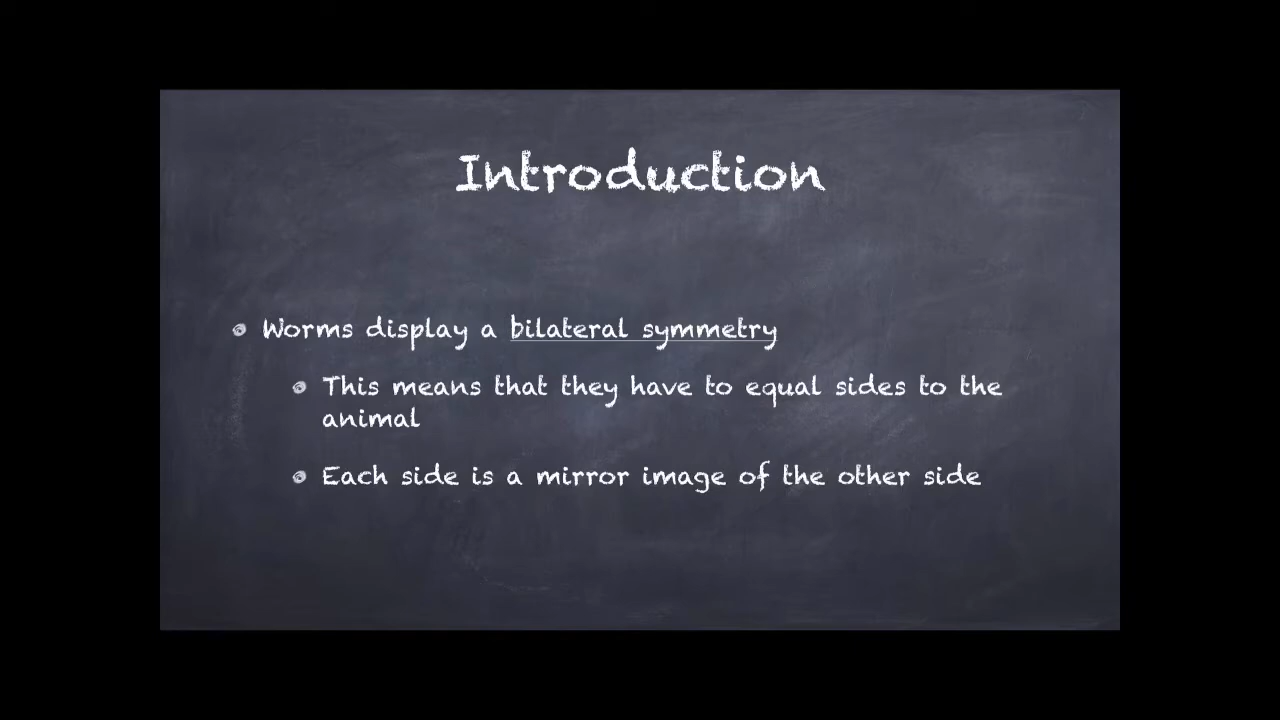 Introduction
Worms display a bilateral symmetry
This means that they have to equal sides to the
animal
Each side is a mirror image of the other side